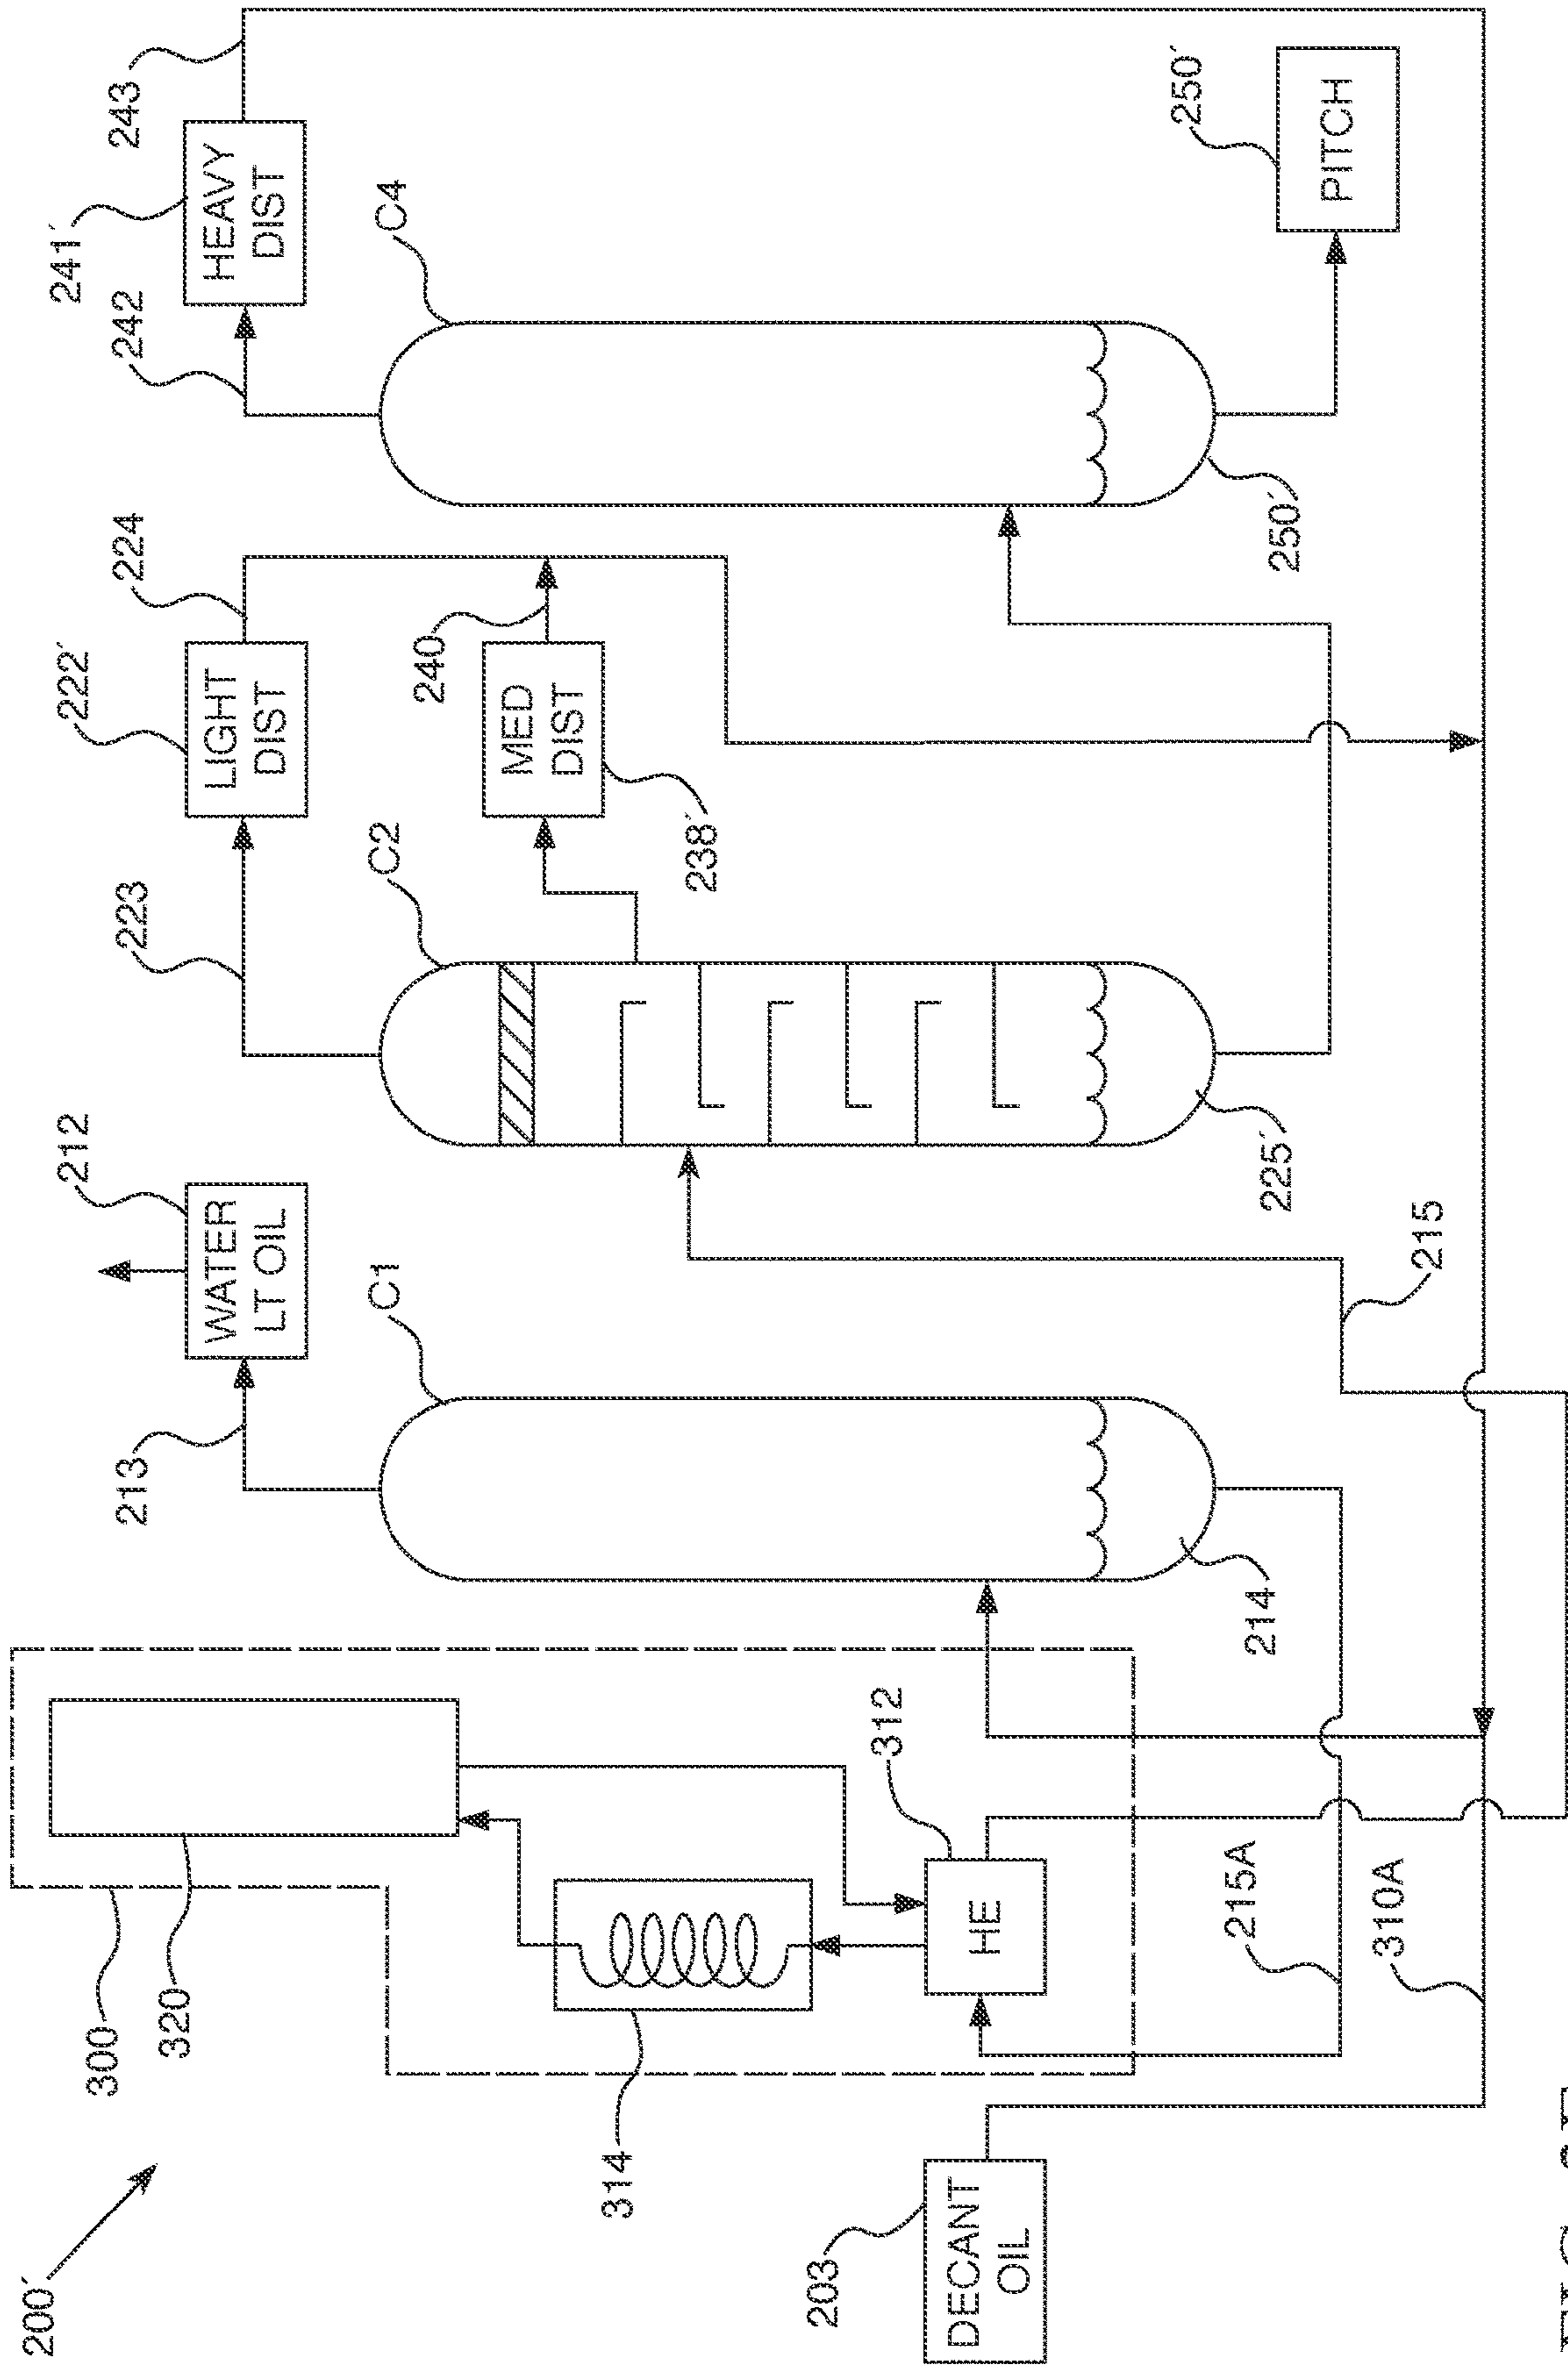 200´
300
320
314
203
DECANT
OIL
HE
312
215A
310A
213
WATER
LT OIL
212
C1
214
215
223
LIGHT
DIST
222´
224
C2
MED
DIST
238´
240
225´
242
HEAVY
DIST
241´
243
C4
250´
PITCH
250´